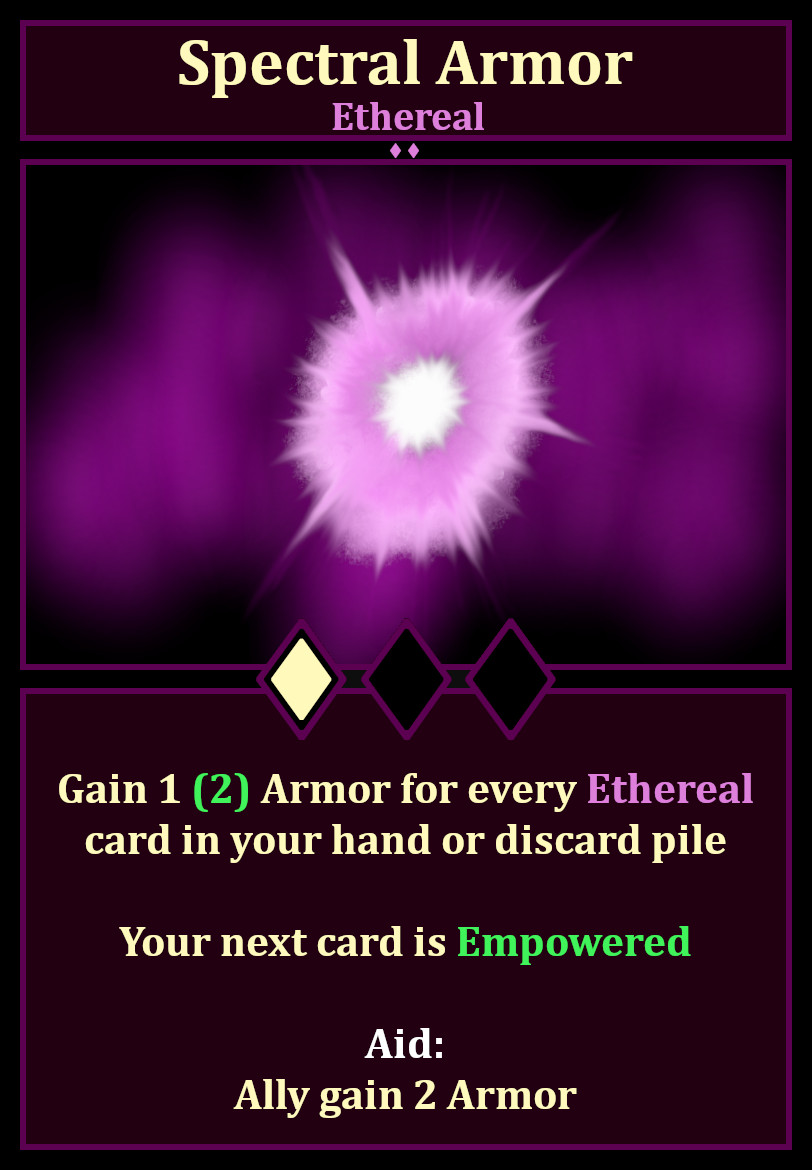 Spectral Armor
Ethereal
Gain 1 (2) Armor for every Ethereal
card in your hand or discard pile
Your next card is Empowered
Aid:
Ally gain 2 Armor